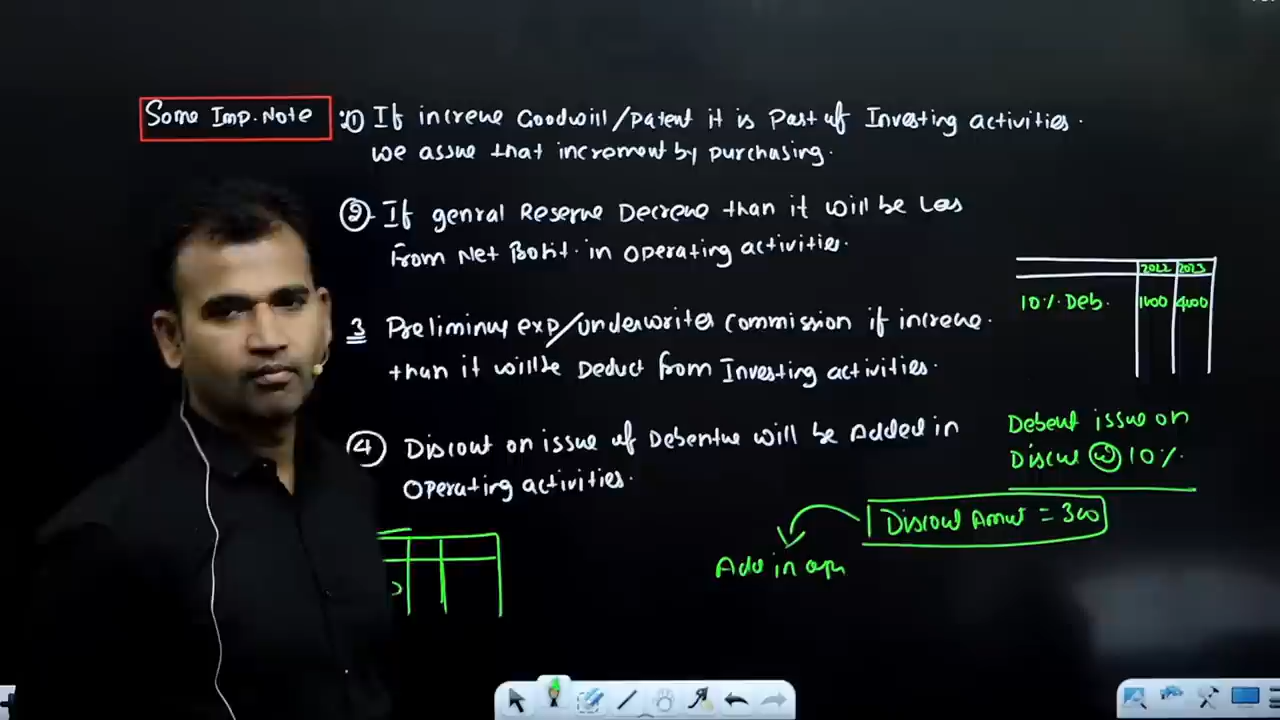 Some Imp. Note :① If increne Goodwill/patent it is Part of Investing activities.
we assue that increment by purchasing.
②. If genral Reserve Decrene than it will be Les
from Net Profit. in operating activities.
3 Preliminary exp/underwriter commission if increne.
than it will be Deduct from Investing activities.
④ Discout on issue of Debentue will be Added in
Operating activities.
2022 2023
10%. Deb. 1000 4000
Debent issue on
Discu @ 10%.
Discout Amut = 300
Add in opn